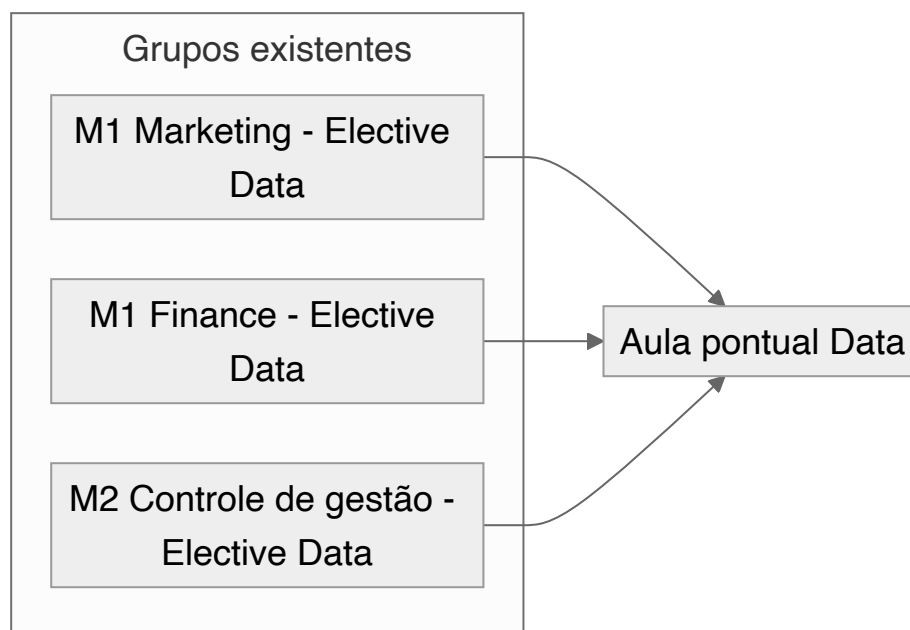 Grupos existentes
M1 Marketing - Elective
Data
M1 Finance - Elective
Data
Aula pontual Data
M2 Controle de gestão -
Elective Data